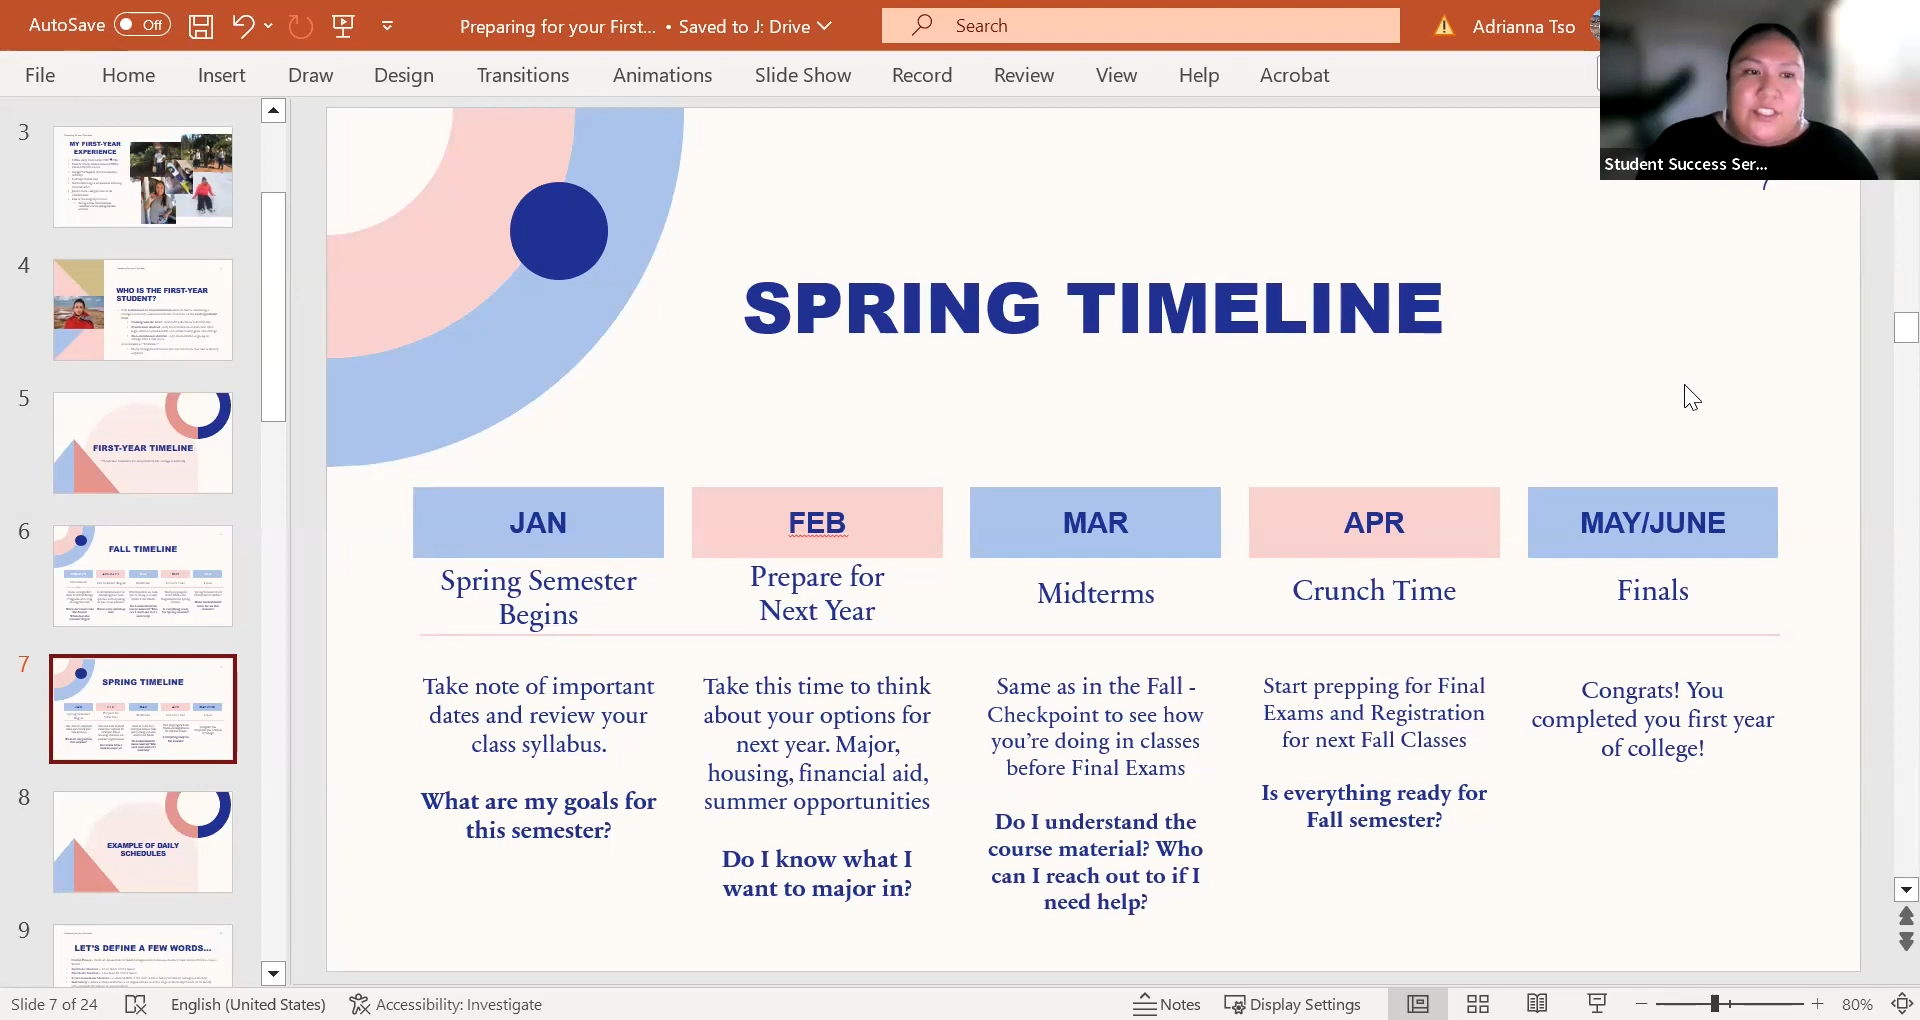 AutoSave Off Preparing for your First... • Saved to J: Drive Search Adrianna Tso
File Home Insert Draw Design Transitions Animations Slide Show Record Review View Help Acrobat
Student Success Ser...
3
MY FIRST-YEAR
EXPERIENCE
4
WHO IS THE FIRST-YEAR
STUDENT?
5
FIRST-YEAR TIMELINE
6
FALL TIMELINE
7
SPRING TIMELINE
8
EXAMPLE OF DAILY
SCHEDULES
9
LET'S DEFINE A FEW WORDS...
SPRING TIMELINE
JAN
Spring Semester
Begins
Take note of important
dates and review your
class syllabus.
What are my goals for
this semester?
FEB
Prepare for
Next Year
Take this time to think
about your options for
next year. Major,
housing, financial aid,
summer opportunities
Do I know what I
want to major in?
MAR
Midterms
Same as in the Fall -
Checkpoint to see how
you're doing in classes
before Final Exams
Do I understand the
course material? Who
can I reach out to if I
need help?
APR
Crunch Time
Start prepping for Final
Exams and Registration
for next Fall Classes
Is everything ready for
Fall semester?
MAY/JUNE
Finals
Congrats! You
completed you first year
of college!
Slide 7 of 24 English (United States) Accessibility: Investigate Notes Display Settings 80%